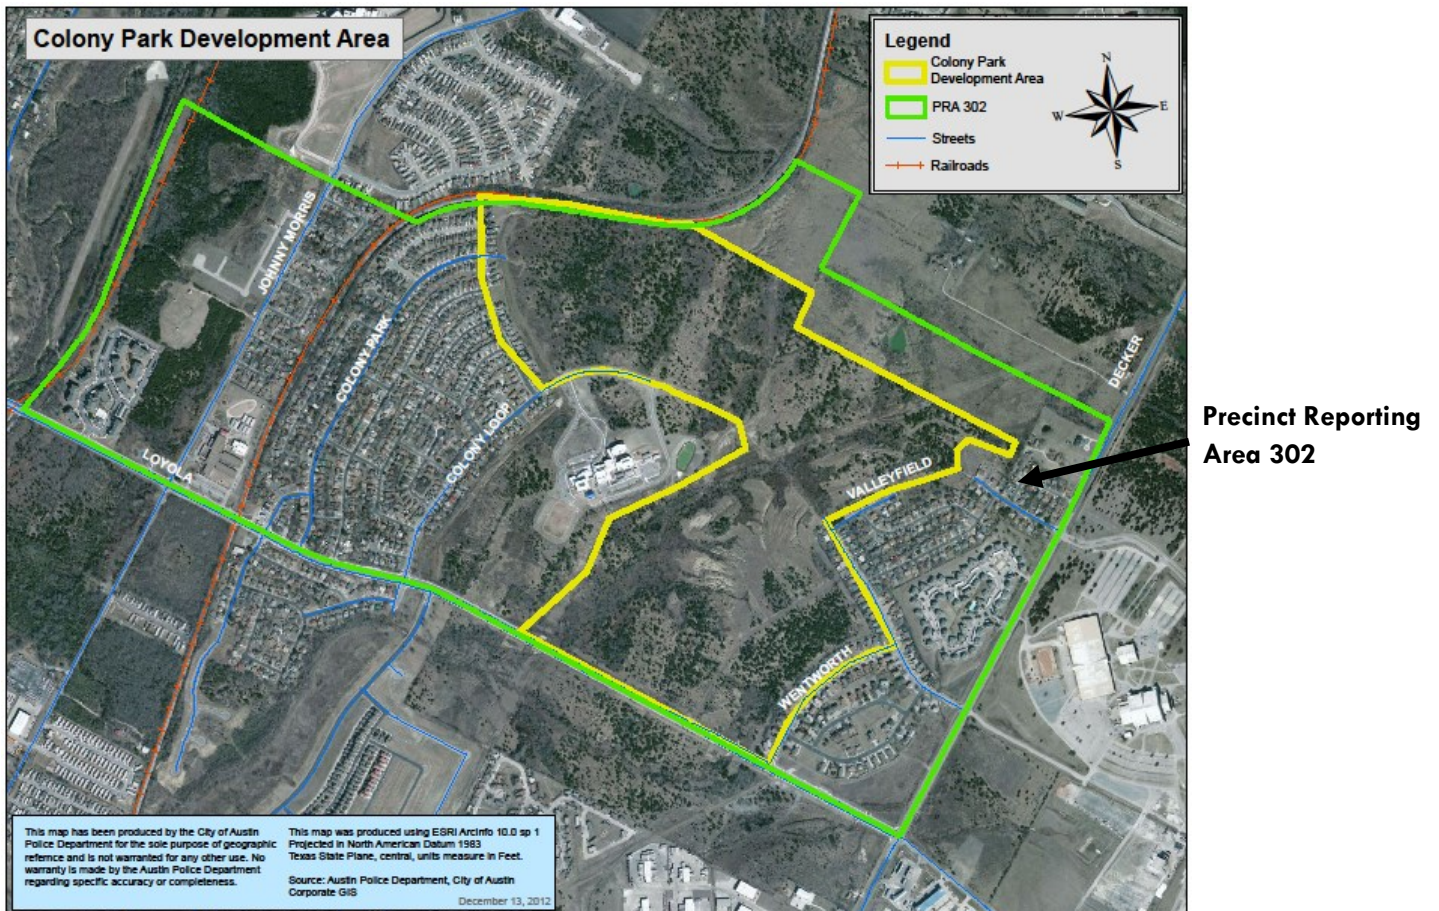 Colony Park Development Area
Legend
Colony Park
Development Area
PRA 302
Streets
Railroads
N
W
E
S
JOHNNY MORRIS
COLONY PARK
COLONY LOOP
LOYOLA
VALLEYFIELD
WENTWORTH
DECKER
Precinct Reporting
Area 302
This map has been produced by the City of Austin
Police Department for the sole purpose of geographic
refernce and is not warranted for any other use. No
warranty is made by the Austin Police Department
regarding specific accuracy or completeness.
This map was produced using ESRI ArcInfo 10.0 sp 1
Projected in North American Datum 1983
Texas State Plane, central, units measure in Feet.
Source: Austin Police Department, City of Austin
Corporate GIS
December 13, 2012